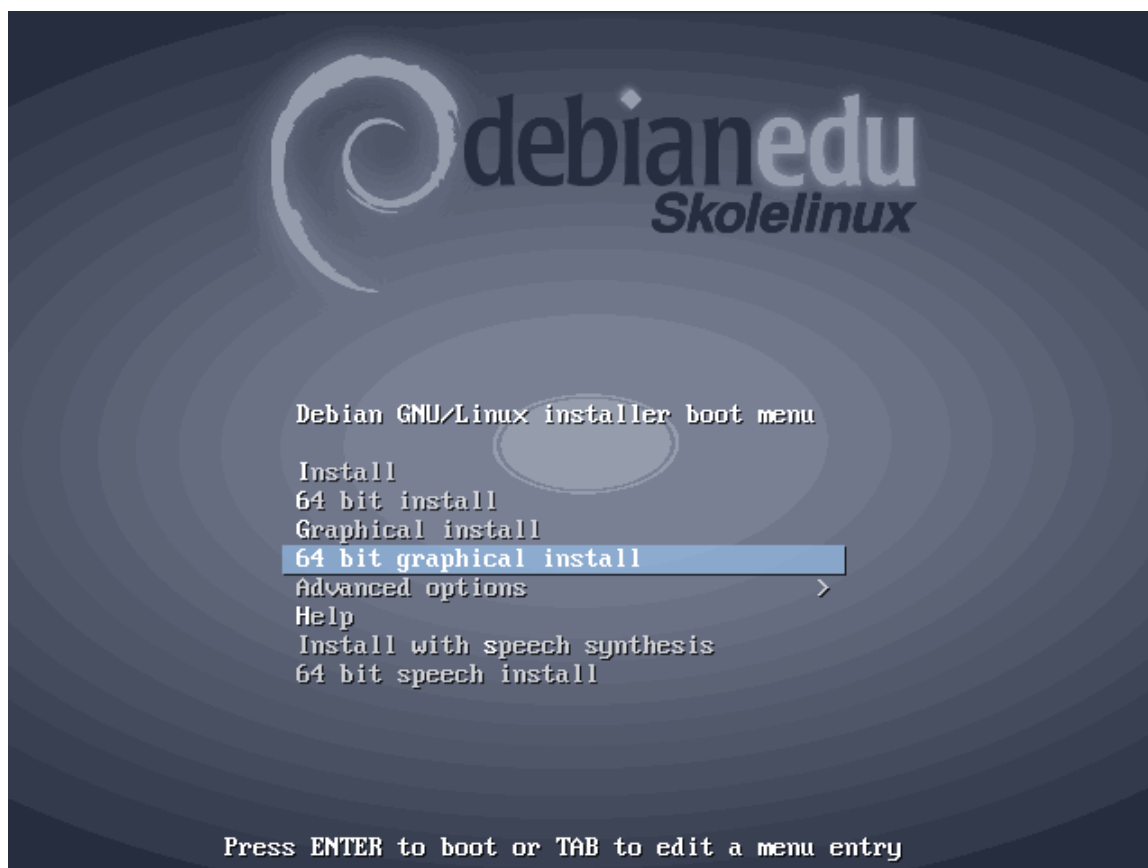 debianedu
Skolelinux
Debian GNU/Linux installer boot menu
Install
64 bit install
Graphical install
64 bit graphical install
Advanced options >
Help
Install with speech synthesis
64 bit speech install
Press ENTER to boot or TAB to edit a menu entry